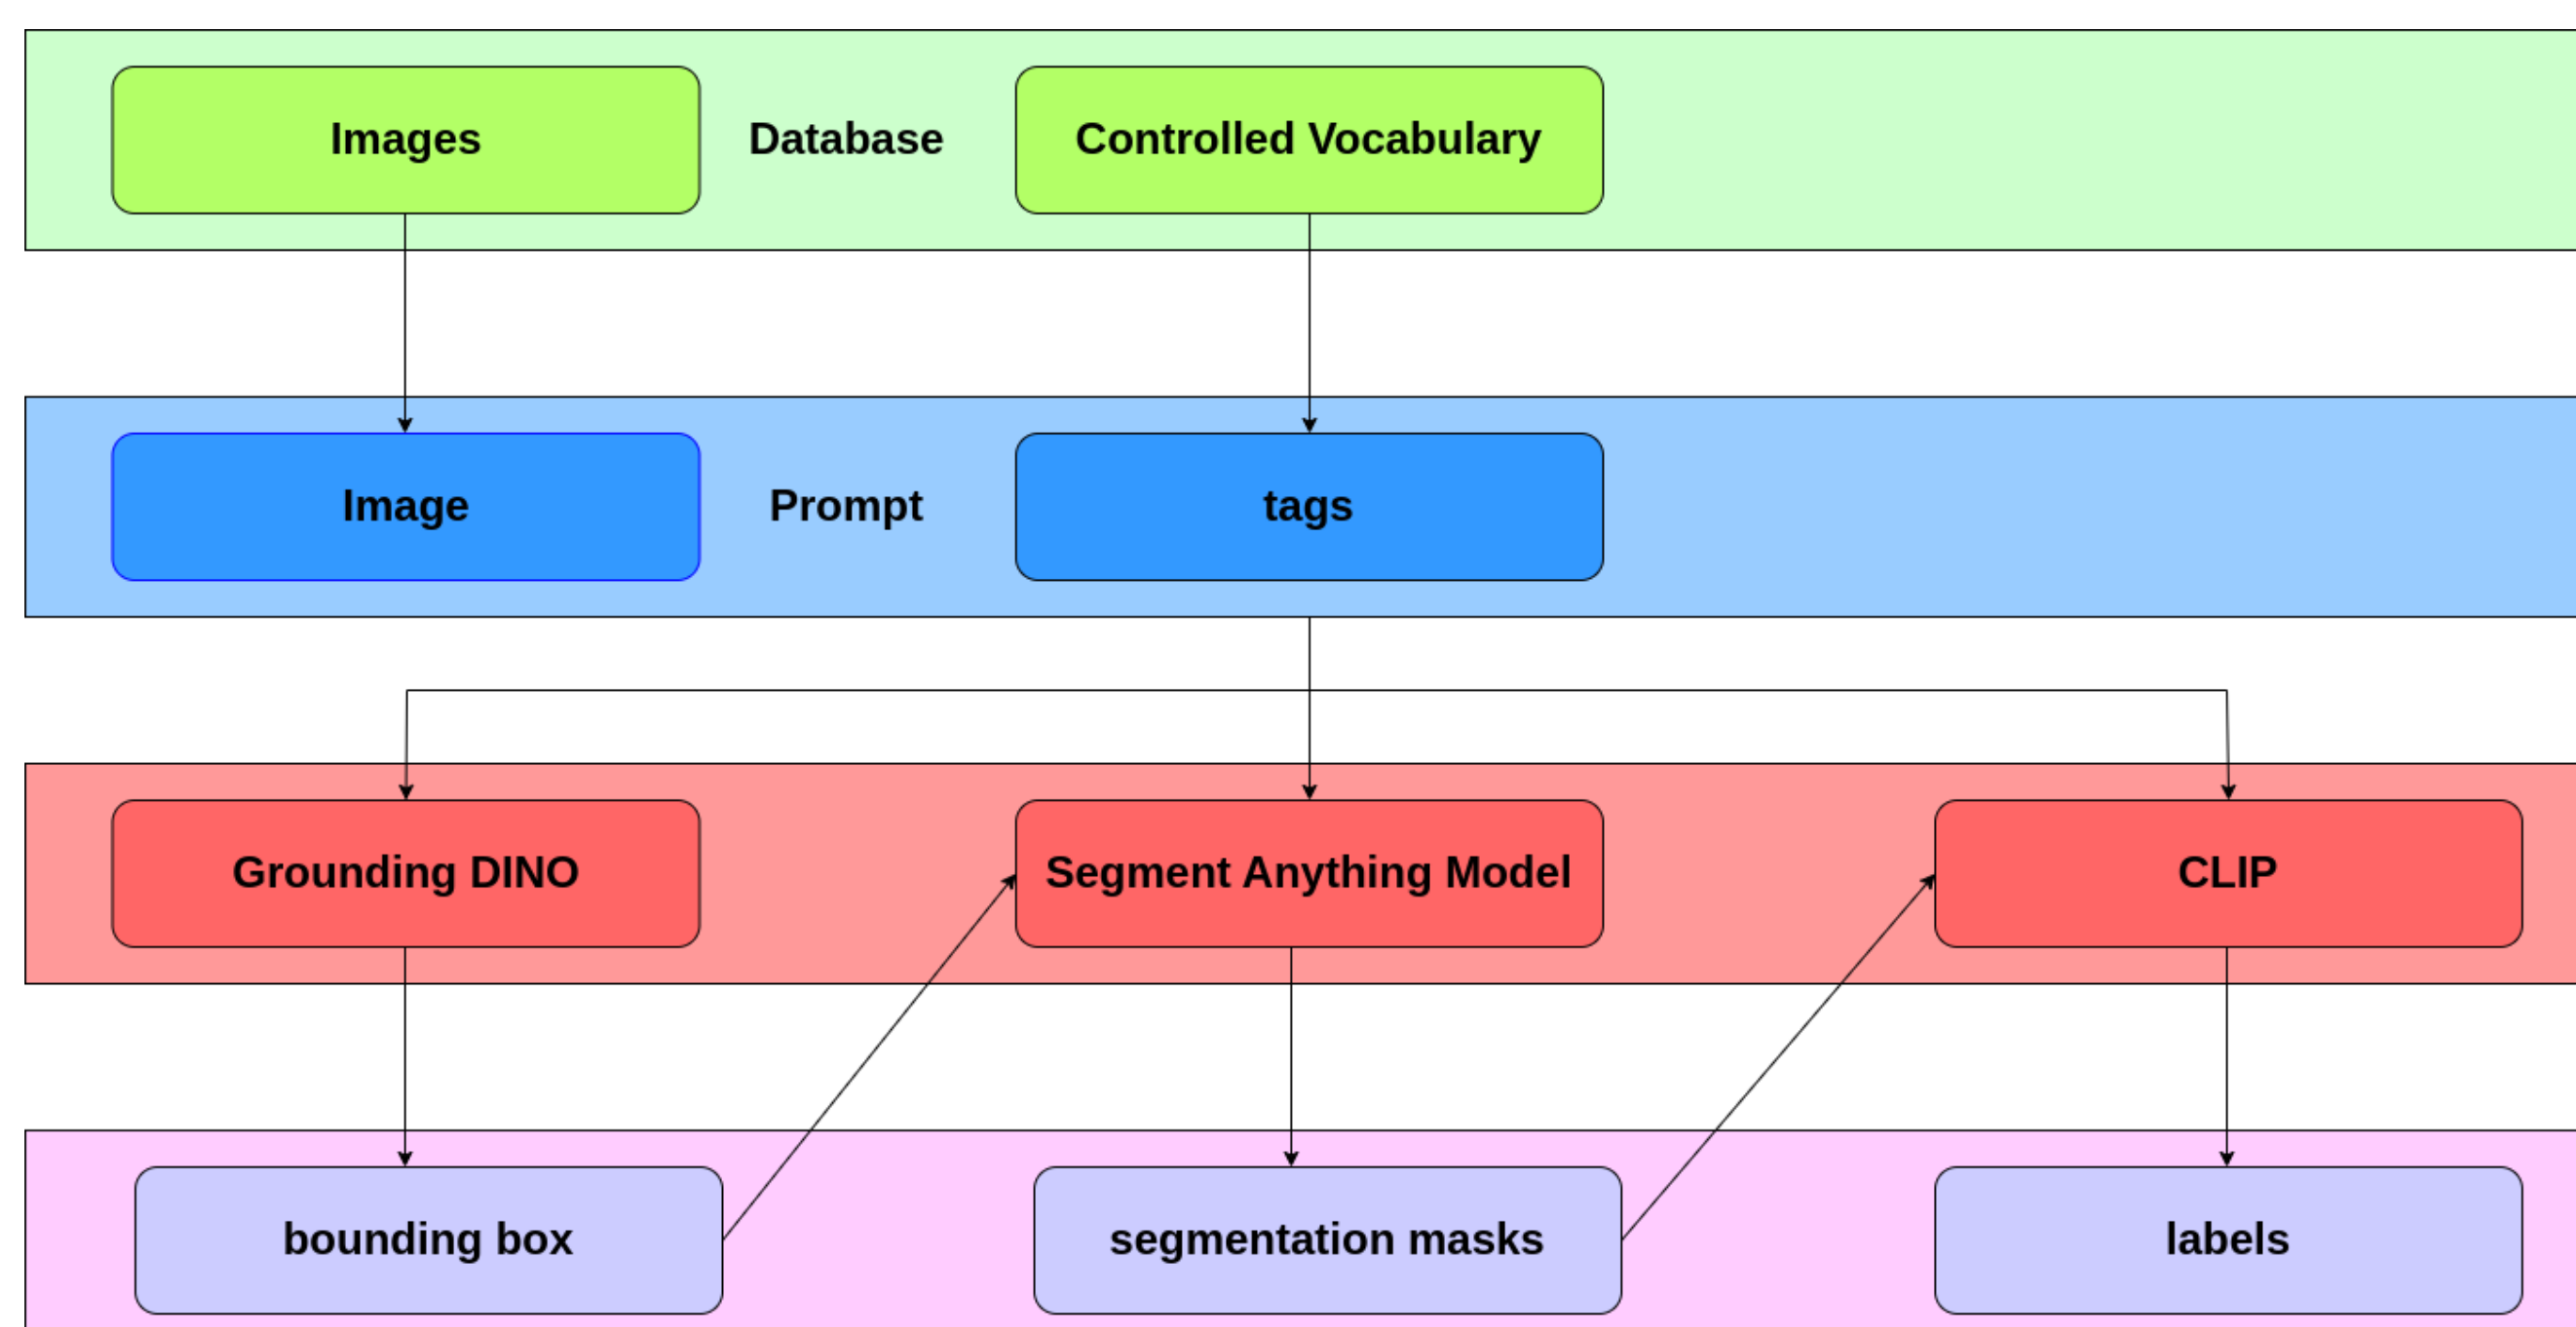 Images
Database
Controlled Vocabulary
Image
Prompt
tags
Grounding DINO
Segment Anything Model
CLIP
bounding box
segmentation masks
labels